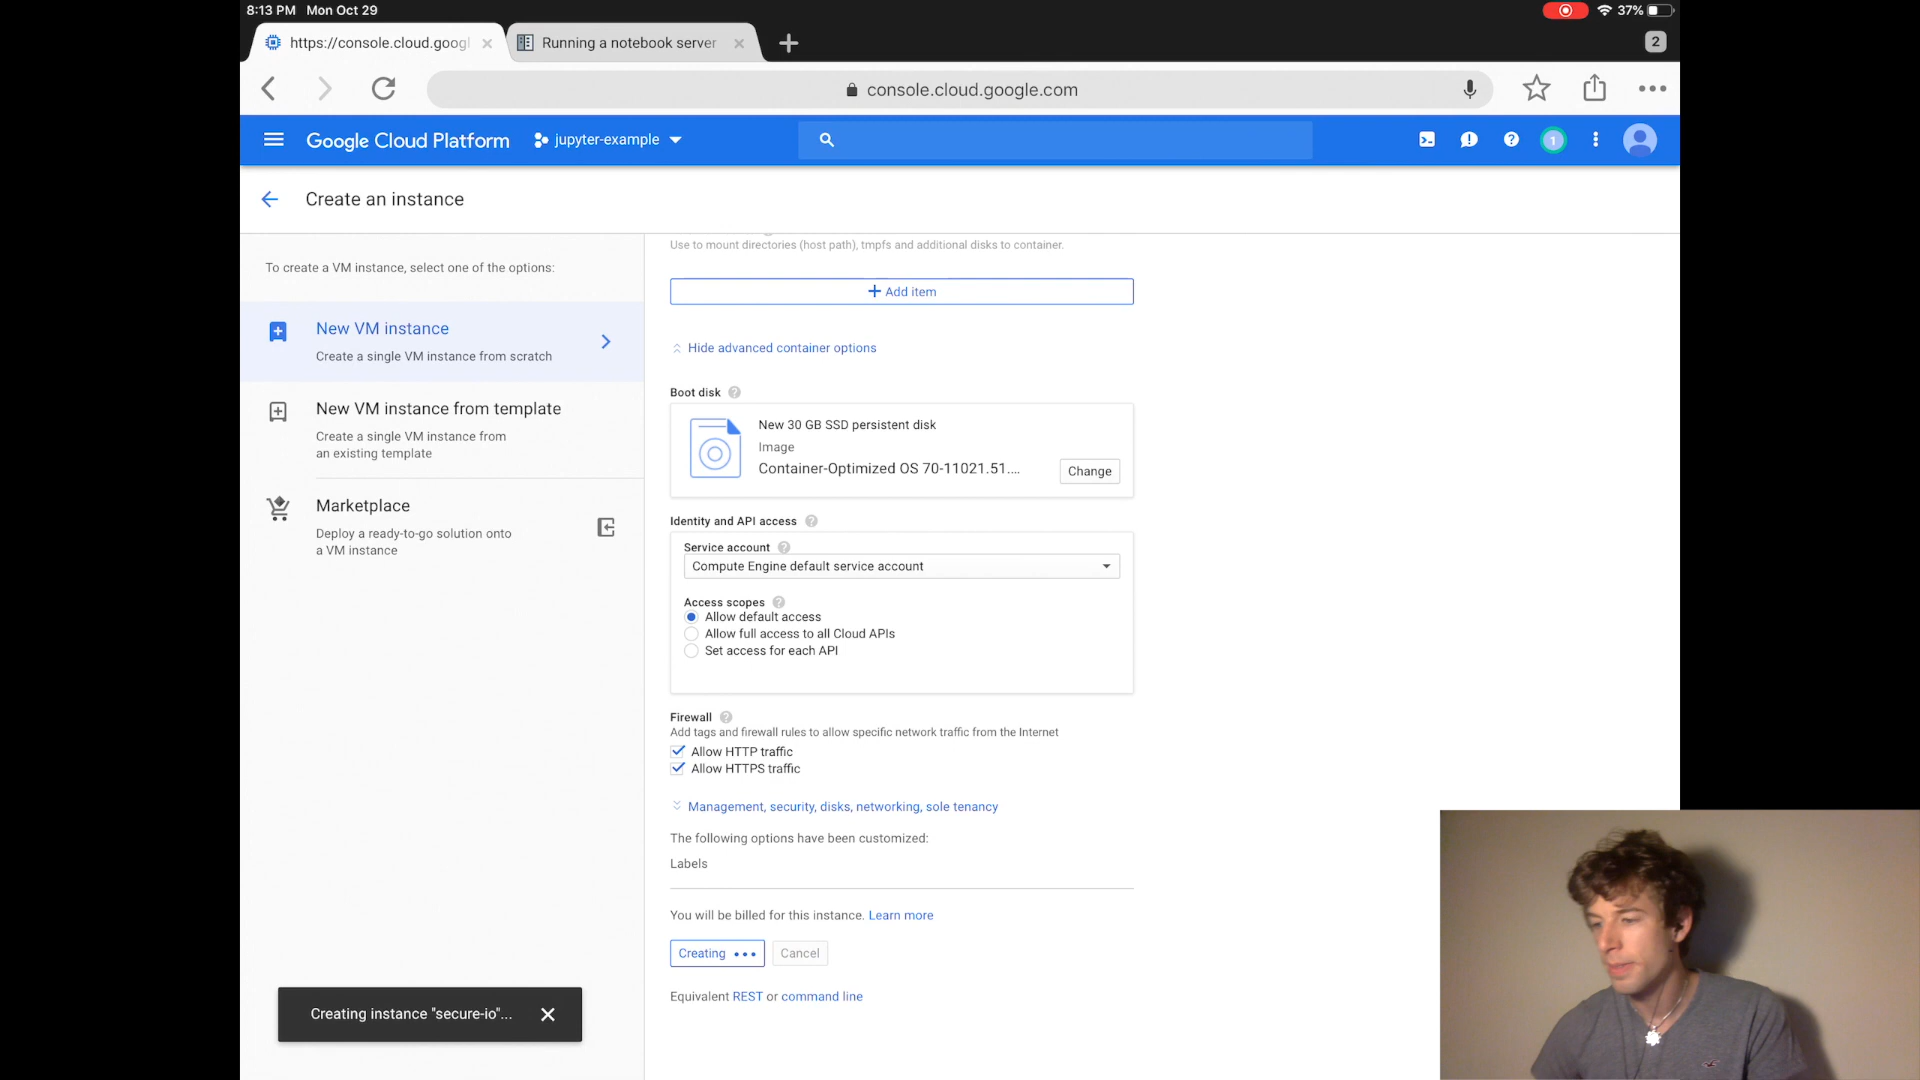 8:13 PM Mon Oct 29
37%
https://console.cloud.googl
Running a notebook server
2
console.cloud.google.com
Google Cloud Platform
jupyter-example
1
Create an instance
To create a VM instance, select one of the options:
New VM instance
Create a single VM instance from scratch
New VM instance from template
Create a single VM instance from
an existing template
Marketplace
Deploy a ready-to-go solution onto
a VM instance
Use to mount directories (host path), tmpfs and additional disks to container.
+ Add item
Hide advanced container options
Boot disk ?
New 30 GB SSD persistent disk
Image
Container-Optimized OS 70-11021.51....
Change
Identity and API access ?
Service account ?
Compute Engine default service account
Access scopes ?
Allow default access
Allow full access to all Cloud APIs
Set access for each API
Firewall ?
Add tags and firewall rules to allow specific network traffic from the Internet
Allow HTTP traffic
Allow HTTPS traffic
Management, security, disks, networking, sole tenancy
The following options have been customized:
Labels
You will be billed for this instance. Learn more
Creating
Cancel
Equivalent REST or command line
Creating instance "secure-io"...